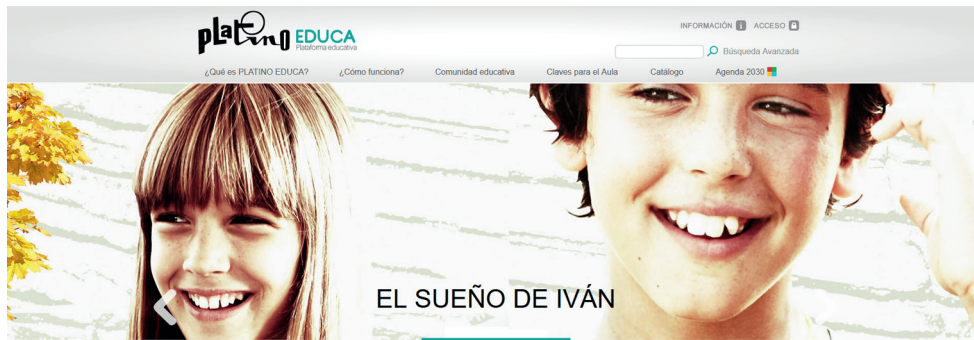 INFORMACIÓN
ACCESO
platino EDUCA
Plataforma educativa
Búsqueda Avanzada
¿Qué es PLATINO EDUCA? ¿Cómo funciona? Comunidad educativa Claves para el Aula Catálogo Agenda 2030
EL SUEÑO DE IVÁN